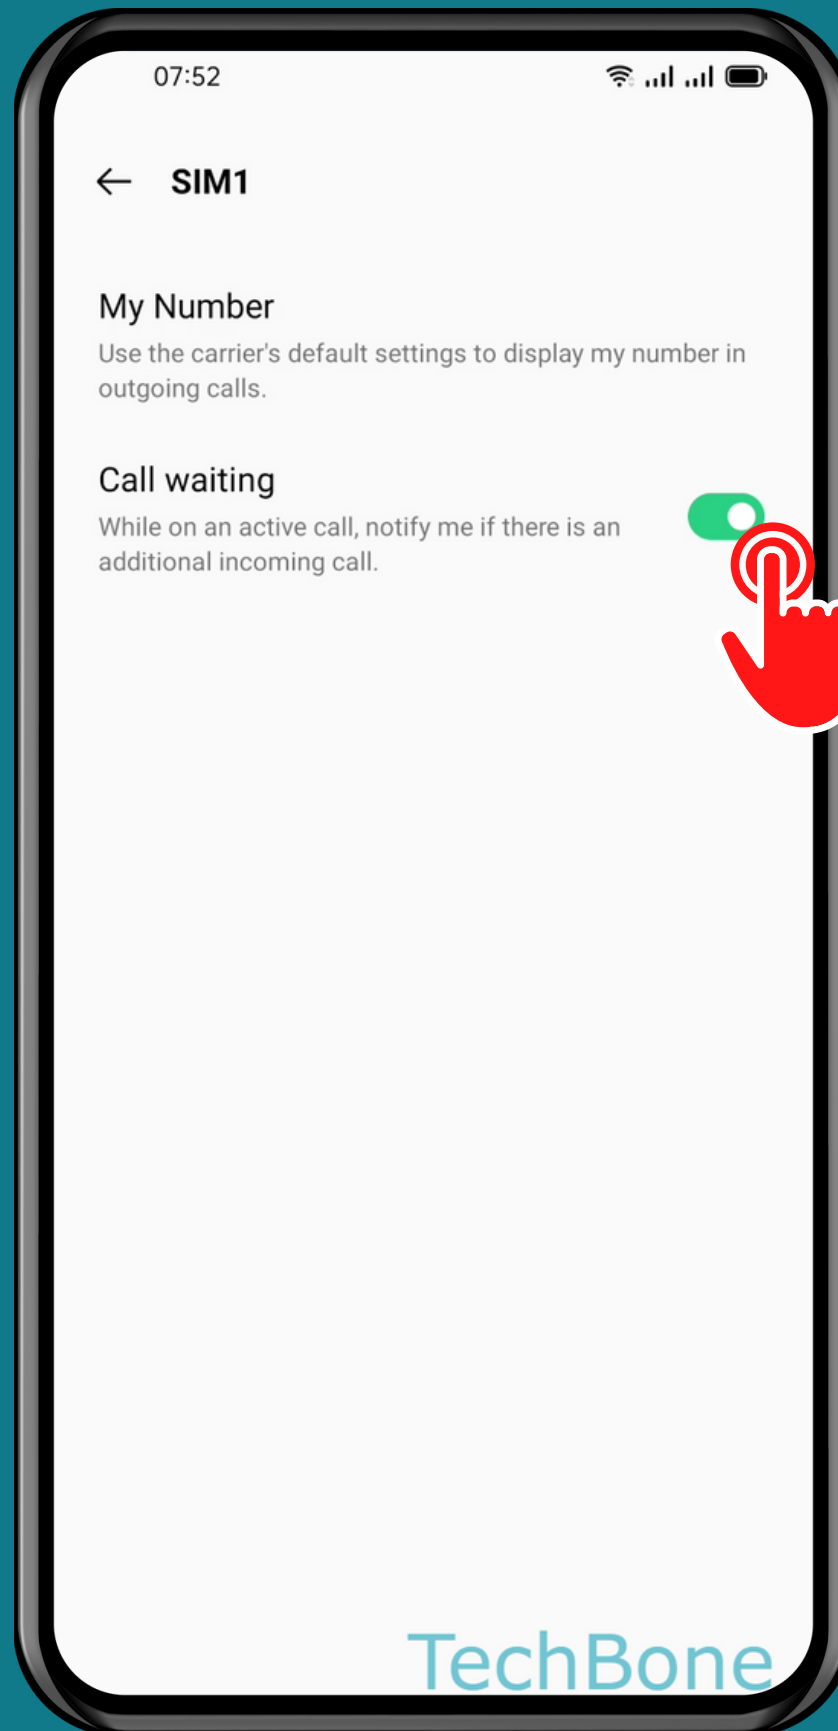 07:52
SIM1
My Number
Use the carrier's default settings to display my number in
outgoing calls.
Call waiting
While on an active call, notify me if there is an
additional incoming call.
TechBone